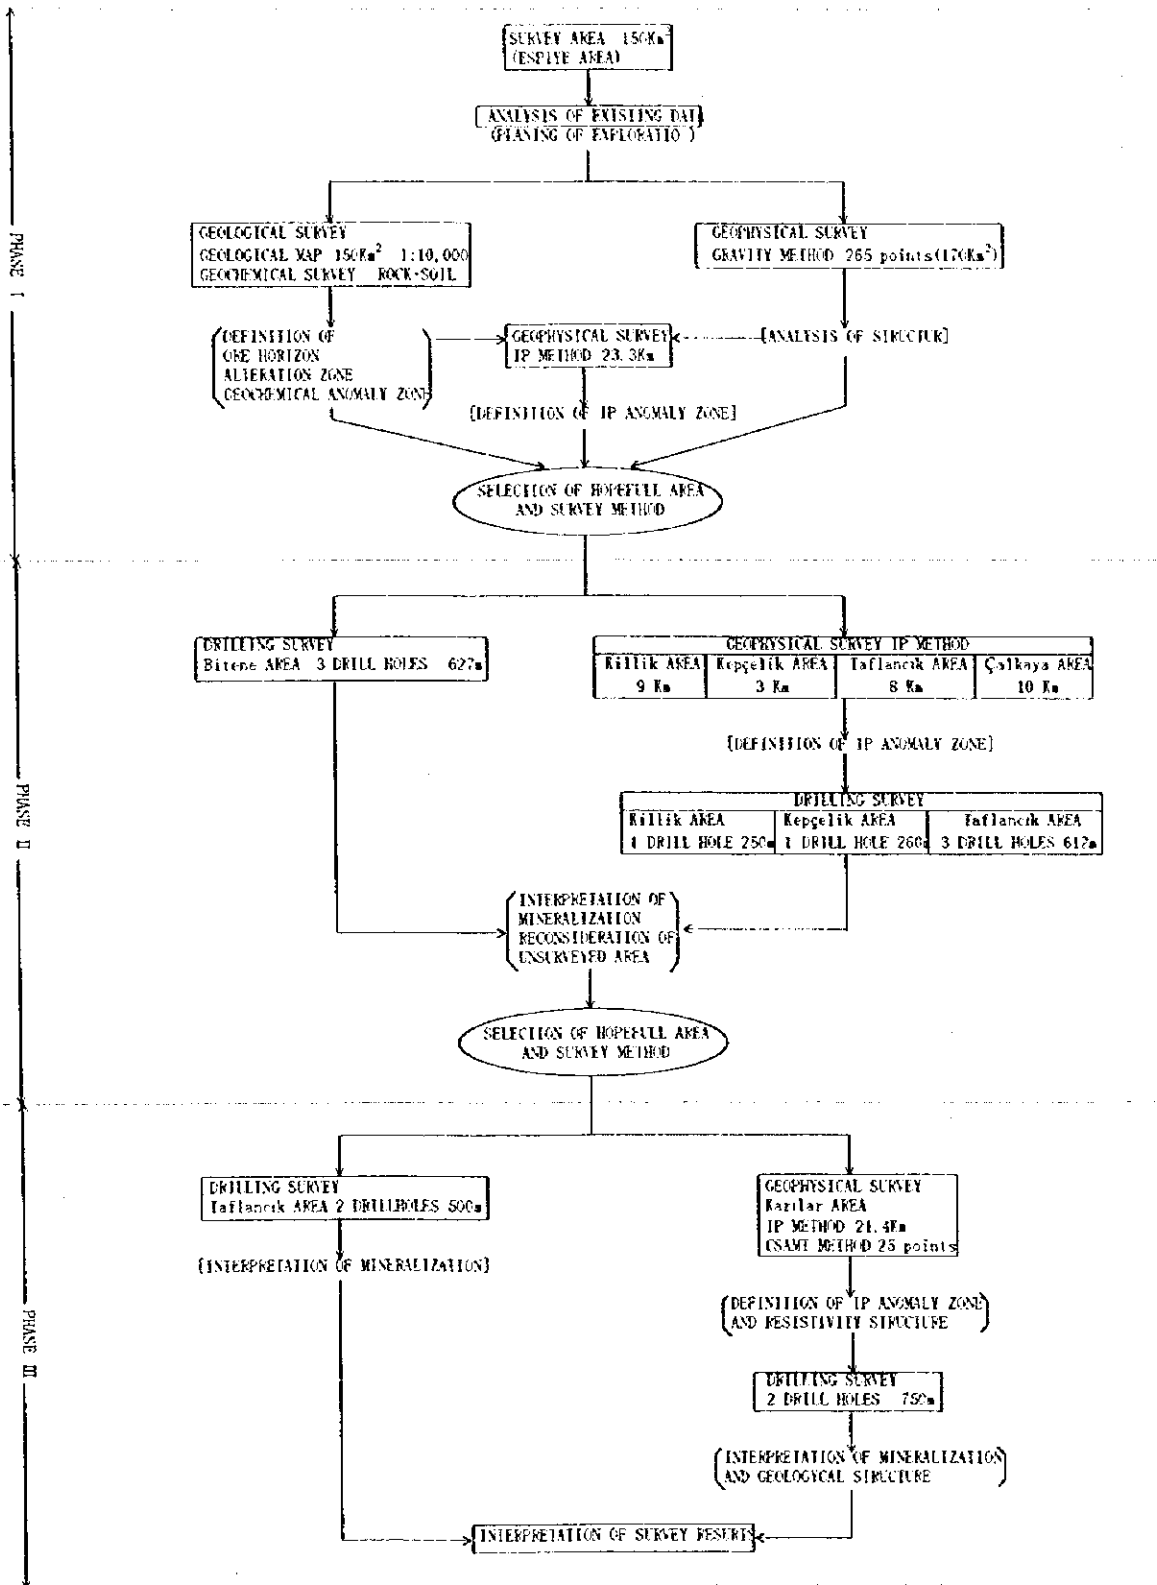 SURVEY AREA 150Km²
(ESPIYE AREA)
ANALYSIS OF EXISTING DAT
(PLANING OF EXPLORATIO )
PHASE I
GEOLOGICAL SURVEY
GEOLOGICAL MAP 150Km² 1:10,000
GEOCHEMICAL SURVEY ROCK·SOIL
GEOPHYSICAL SURVEY
GRAVITY METHOD 265 points(170Km²)
DEFINITION OF
ORE HORIZON
ALTERATION ZONE
GEOCHEMICAL ANOMALY ZONE
GEOPHYSICAL SURVEY
IP METHOD 23.3Km
[ANALYSIS OF STRUCTUR]
[DEFINITION OF IP ANOMALY ZONE]
SELECTION OF HOPEFULL AREA
AND SURVEY METHOD
PHASE II
DRILLING SURVEY
Bitene AREA 3 DRILL HOLES 627m
GEOPHYSICAL SURVEY IP METHOD
Killik AREA Kepçelik AREA Taflancık AREA Çalkaya AREA
9 Km 3 Km 8 Km 10 Km
[DEFINITION OF IP ANOMALY ZONE]
DRILLING SURVEY
Killik AREA Kepçelik AREA Taflancık AREA
1 DRILL HOLE 250m 1 DRILL HOLE 260m 3 DRILL HOLES 617m
INTERPRETATION OF
MINERALIZATION
RECONSIDERATION OF
UNSURVEYED AREA
SELECTION OF HOPEFULL AREA
AND SURVEY METHOD
PHASE III
DRILLING SURVEY
Taflancık AREA 2 DRILLHOLES 500m
GEOPHYSICAL SURVEY
Karılar AREA
IP METHOD 21.4Km
CSAMT METHOD 25 points
[INTERPRETATION OF MINERALIZATION]
(DEFINITION OF IP ANOMALY ZONE
AND RESISTIVITY STRUCTURE)
DRILLING SURVEY
2 DRILL HOLES 750m
(INTERPRETATION OF MINERALIZATION
AND GEOLOGYCAL STRUCTURE)
INTERPRETATION OF SURVEY RESURTS